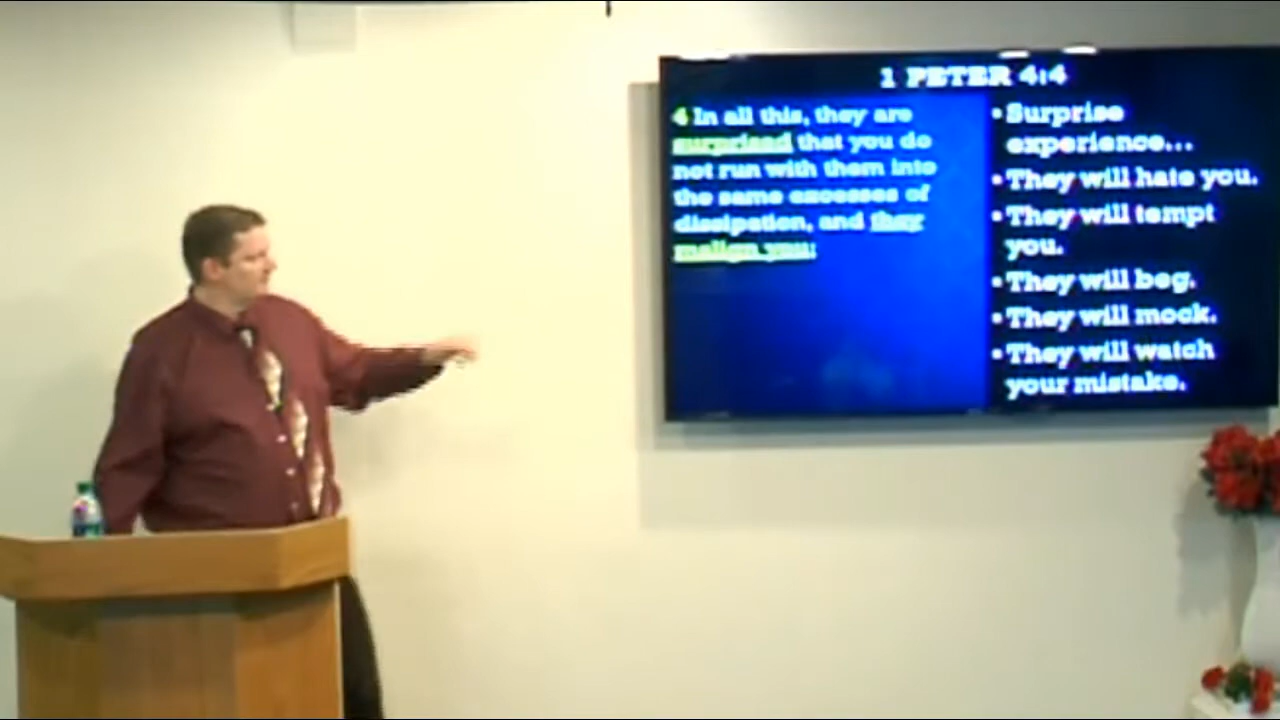 1 PETER 4:4
4 In all this, they are
surprised that you do
not run with them into
the same excesses of
dissipation, and they
malign you;
• Surprise
experience...
• They will hate you.
• They will tempt
you.
• They will beg.
• They will mock.
• They will watch
your mistake.